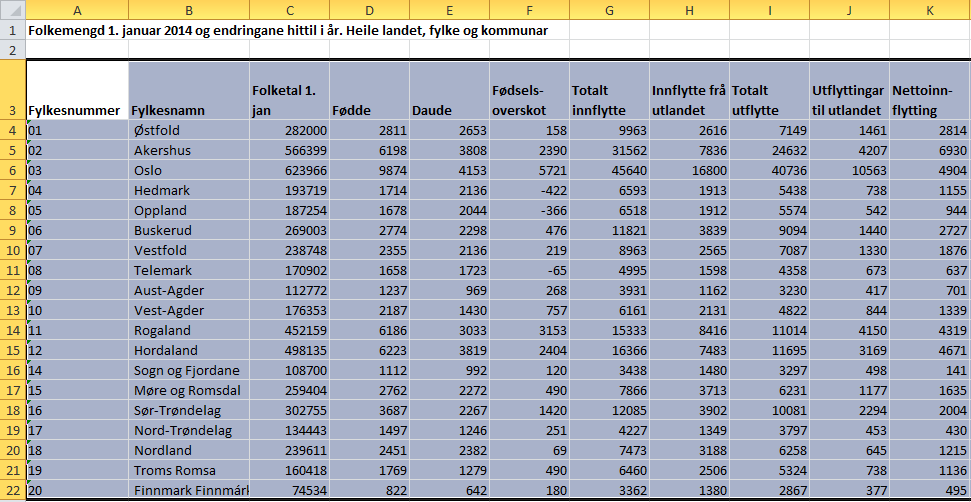 A B C D E F G H I J K
1 Folkemengd 1. januar 2014 og endringane hittil i år. Heile landet, fylke og kommunar
2
Folketal 1. Fødsels- Totalt Innflytte frå Totalt Utflyttingar Nettoinn-
3 Fylkesnummer Fylkesnamn jan Fødde Daude overskot innflytte utlandet utflytte til utlandet flytting
4 01 Østfold 282000 2811 2653 158 9963 2616 7149 1461 2814
5 02 Akershus 566399 6198 3808 2390 31562 7836 24632 4207 6930
6 03 Oslo 623966 9874 4153 5721 45640 16800 40736 10563 4904
7 04 Hedmark 193719 1714 2136 -422 6593 1913 5438 738 1155
8 05 Oppland 187254 1678 2044 -366 6518 1912 5574 542 944
9 06 Buskerud 269003 2774 2298 476 11821 3839 9094 1440 2727
10 07 Vestfold 238748 2355 2136 219 8963 2565 7087 1330 1876
11 08 Telemark 170902 1658 1723 -65 4995 1598 4358 673 637
12 09 Aust-Agder 112772 1237 969 268 3931 1162 3230 417 701
13 10 Vest-Agder 176353 2187 1430 757 6161 2131 4822 844 1339
14 11 Rogaland 452159 6186 3033 3153 15333 8416 11014 4150 4319
15 12 Hordaland 498135 6223 3819 2404 16366 7483 11695 3169 4671
16 14 Sogn og Fjordane 108700 1112 992 120 3438 1480 3297 498 141
17 15 Møre og Romsdal 259404 2762 2272 490 7866 3713 6231 1177 1635
18 16 Sør-Trøndelag 302755 3687 2267 1420 12085 3902 10081 2294 2004
19 17 Nord-Trøndelag 134443 1497 1246 251 4227 1349 3797 453 430
20 18 Nordland 239611 2451 2382 69 7473 3188 6258 645 1215
21 19 Troms Romsa 160418 1769 1279 490 6460 2506 5324 738 1136
22 20 Finnmark Finnmárk 74534 822 642 180 3362 1380 2867 377 495